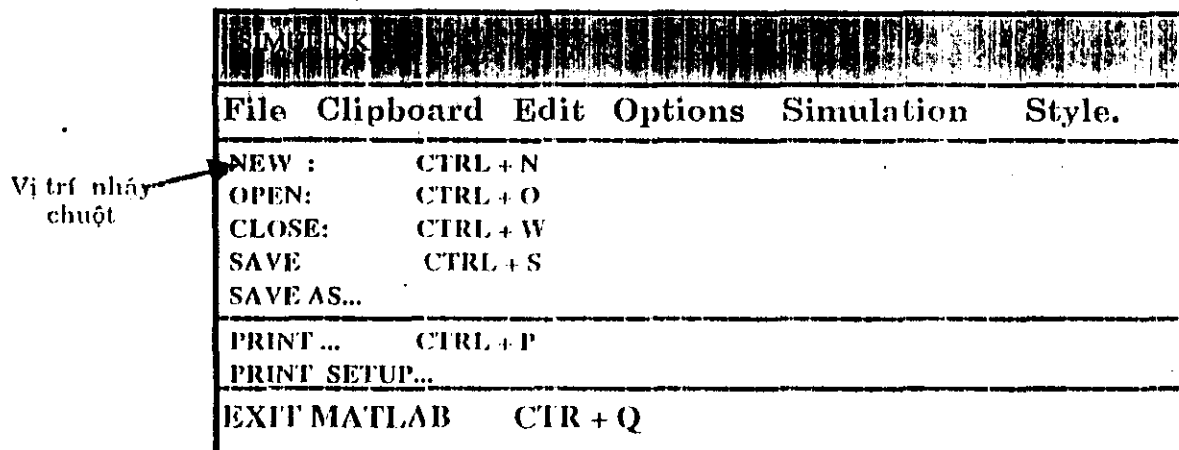 SIMULINK
File Clipboard Edit Options Simulation Style.
NEW : CTRL + N
OPEN: CTRL + O
CLOSE: CTRL + W
SAVE CTRL + S
SAVE AS...
PRINT ... CTRL + P
PRINT SETUP...
EXIT MATLAB CTR + Q
Vị trí nháy
chuột